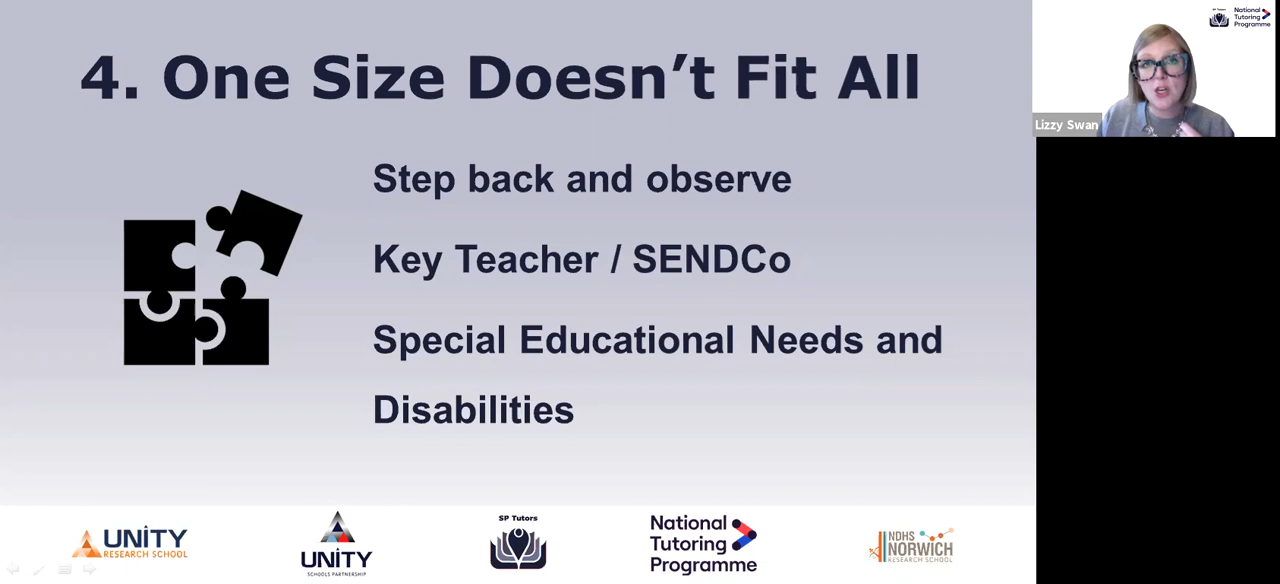 4. One Size Doesn’t Fit All
Step back and observe
Key Teacher / SENDCo
Special Educational Needs and
Disabilities
SP Tutors
National
Tutoring
Programme
Lizzy Swan
UNITY
RESEARCH SCHOOL
UNITY
SCHOOLS PARTNERSHIP
SP Tutors
National
Tutoring
Programme
NDHS
NORWICH
RESEARCH SCHOOL